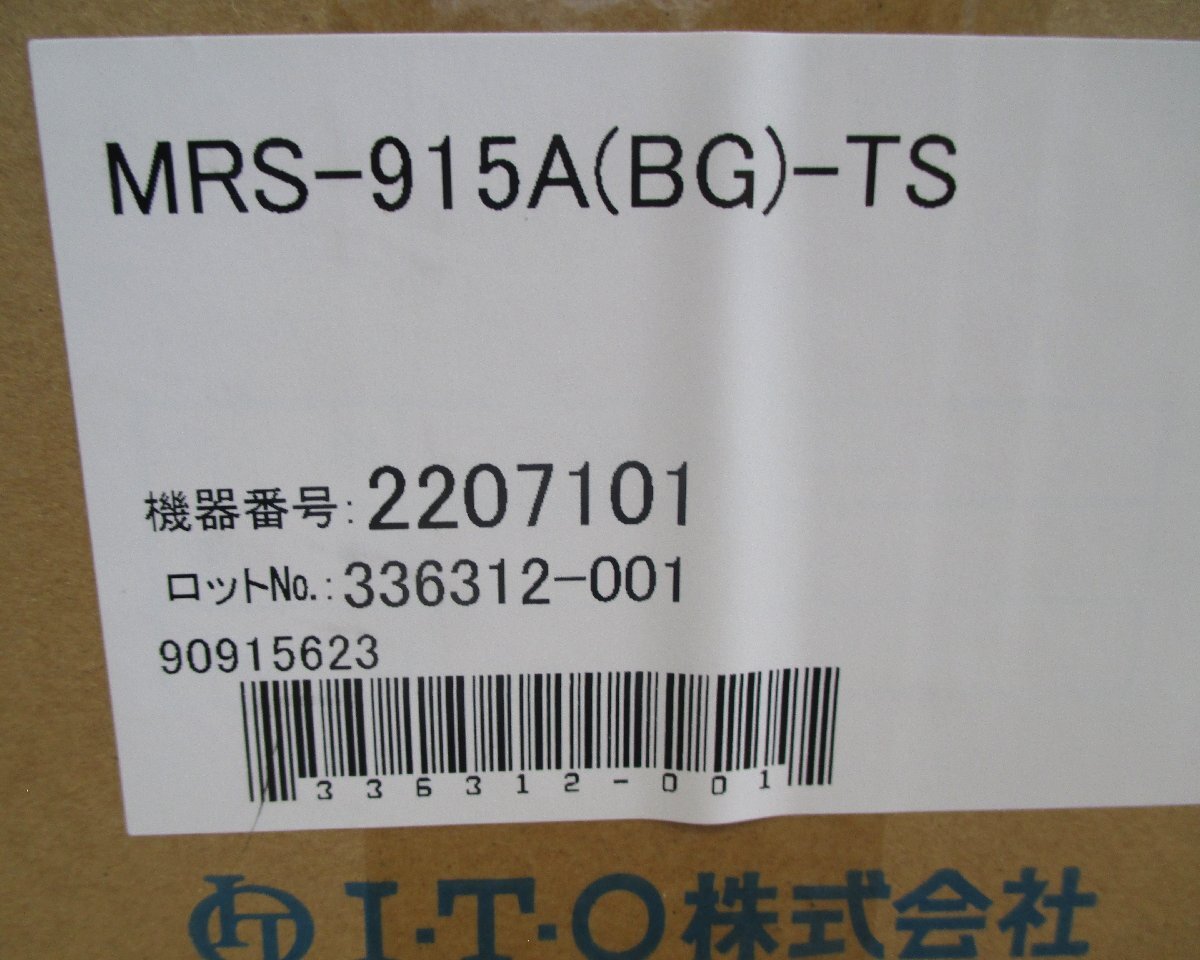 MRS-915A(BG)-TS
機器番号:2207101
ロットNo.:336312-001
90915623
336312-001
I・T・O株式会社